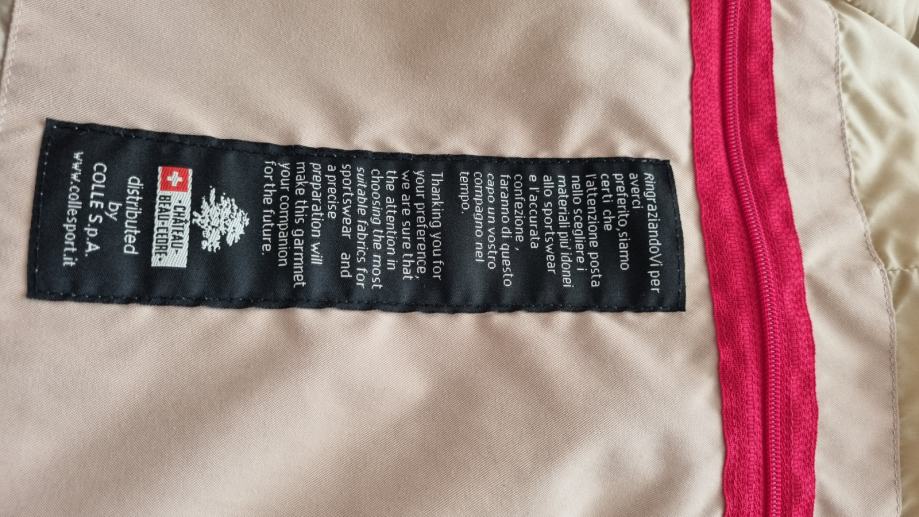 RingraziandoVi per
averci
preferito,siamo
certi che
l'attenzione posta
nello scegliere i
materiali piu' idonei
allo sportswear
e l'accurata
confezione ,
faranno di questo
capo un vostro
compagno nel
tempo.
Thanking you for
your preference,
we are sure that
the attention in
choosing the most
suitable fabrics for
sportswear and
a precise
preparation will
make this garmnet
your companion
for the future.
CHATEAU
BEAU-CEDRE
distributed
by
COLLE S.p.A.
www.collesport.it